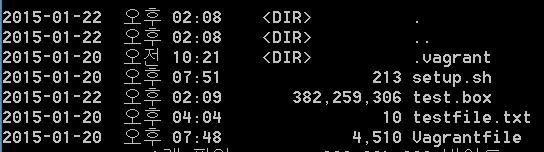 2015-01-22 오후 02:08 <DIR> .
2015-01-22 오후 02:08 <DIR> ..
2015-01-20 오전 10:21 <DIR> .vagrant
2015-01-20 오후 07:51 213 setup.sh
2015-01-22 오후 02:09 382,259,306 test.box
2015-01-20 오후 04:04 10 testfile.txt
2015-01-20 오후 07:48 4,510 Vagrantfile